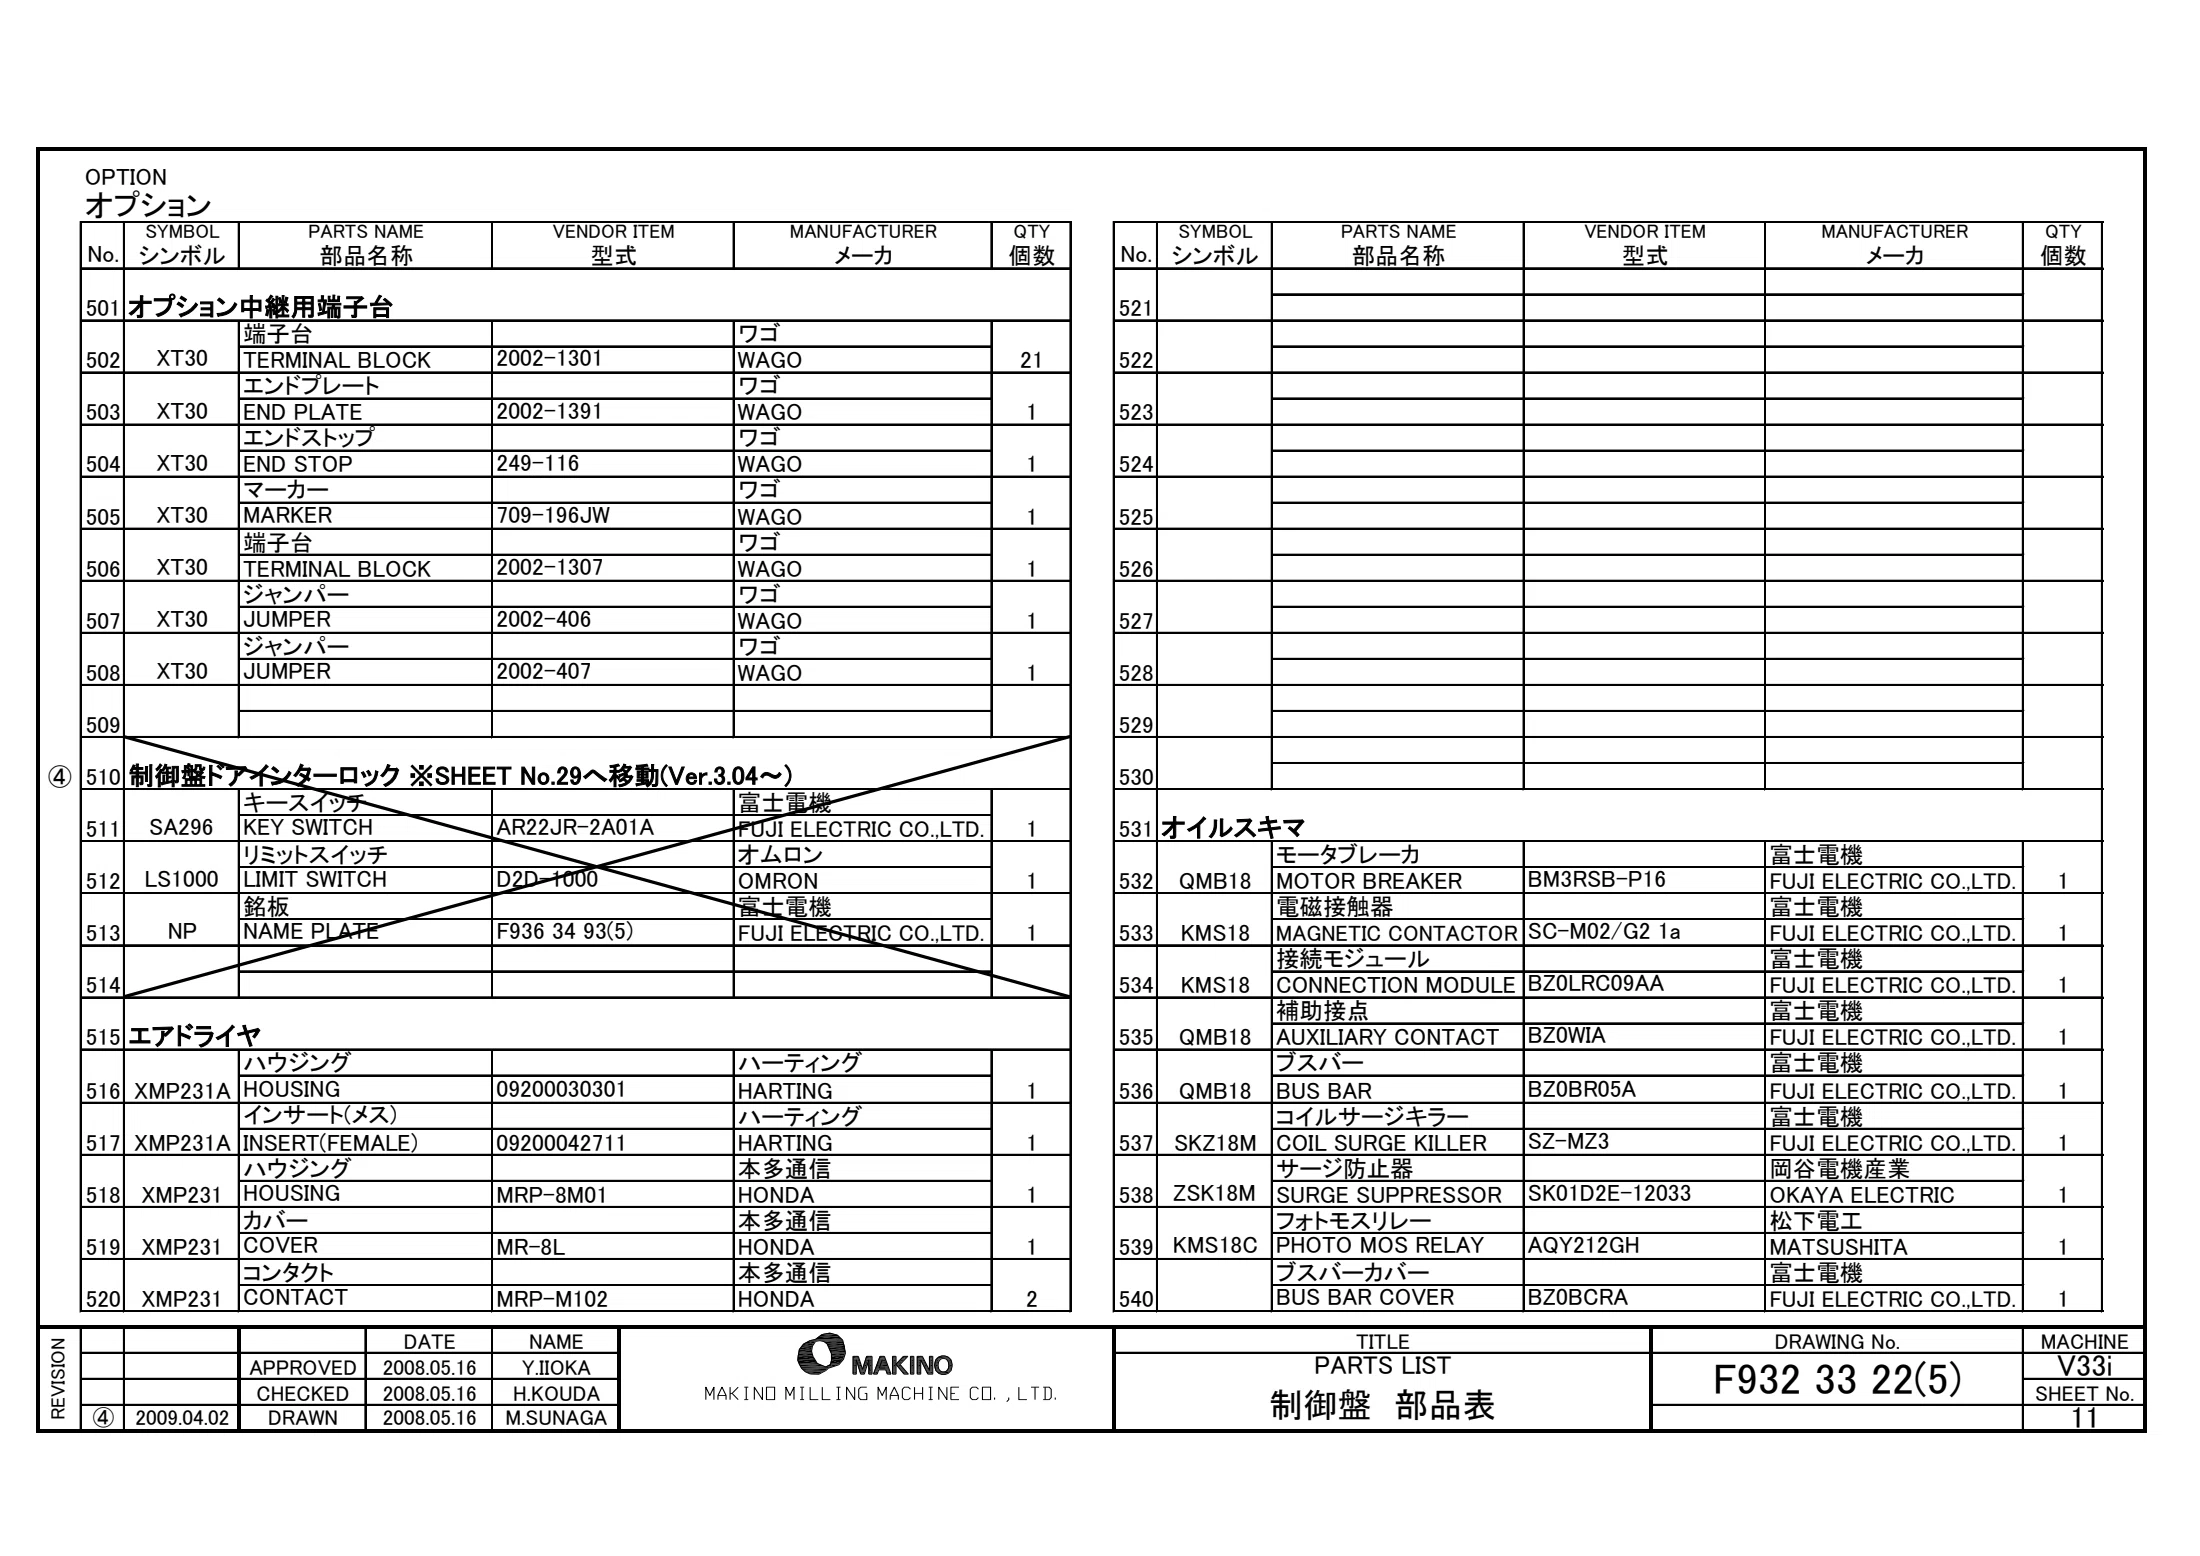 OPTION
オプション
SYMBOL PARTS NAME VENDOR ITEM MANUFACTURER QTY
No. シンボル 部品名称 型式 メーカ 個数
501 オプション中継用端子台
端子台 ワゴ
502 XT30 TERMINAL BLOCK 2002-1301 WAGO 21
エンドプレート ワゴ
503 XT30 END PLATE 2002-1391 WAGO 1
エンドストップ ワゴ
504 XT30 END STOP 249-116 WAGO 1
マーカー ワゴ
505 XT30 MARKER 709-196JW WAGO 1
端子台 ワゴ
506 XT30 TERMINAL BLOCK 2002-1307 WAGO 1
ジャンパー ワゴ
507 XT30 JUMPER 2002-406 WAGO 1
ジャンパー ワゴ
508 XT30 JUMPER 2002-407 WAGO 1
509
④ 510 制御盤ドアインターロック ※SHEET No.29へ移動(Ver.3.04～)
キースイッチ 富士電機
511 SA296 KEY SWITCH AR22JR-2A01A FUJI ELECTRIC CO.,LTD. 1
リミットスイッチ オムロン
512 LS1000 LIMIT SWITCH D2D-1000 OMRON 1
銘板 富士電機
513 NP NAME PLATE F936 34 93(5) FUJI ELECTRIC CO.,LTD. 1
514
515 エアドライヤ
ハウジング ハーティング
516 XMP231A HOUSING 09200030301 HARTING 1
インサート(メス) ハーティング
517 XMP231A INSERT(FEMALE) 09200042711 HARTING 1
ハウジング 本多通信
518 XMP231 HOUSING MRP-8M01 HONDA 1
カバー 本多通信
519 XMP231 COVER MR-8L HONDA 1
コンタクト 本多通信
520 XMP231 CONTACT MRP-M102 HONDA 2
SYMBOL PARTS NAME VENDOR ITEM MANUFACTURER QTY
No. シンボル 部品名称 型式 メーカ 個数
521
522
523
524
525
526
527
528
529
530
531 オイルスキマ
モータブレーカ 富士電機
532 QMB18 MOTOR BREAKER BM3RSB-P16 FUJI ELECTRIC CO.,LTD. 1
電磁接触器 富士電機
533 KMS18 MAGNETIC CONTACTOR SC-M02/G2 1a FUJI ELECTRIC CO.,LTD. 1
接続モジュール 富士電機
534 KMS18 CONNECTION MODULE BZ0LRC09AA FUJI ELECTRIC CO.,LTD. 1
補助接点 富士電機
535 QMB18 AUXILIARY CONTACT BZ0WIA FUJI ELECTRIC CO.,LTD. 1
ブスバー 富士電機
536 QMB18 BUS BAR BZ0BR05A FUJI ELECTRIC CO.,LTD. 1
コイルサージキラー 富士電機
537 SKZ18M COIL SURGE KILLER SZ-MZ3 FUJI ELECTRIC CO.,LTD. 1
サージ防止器 岡谷電機産業
538 ZSK18M SURGE SUPPRESSOR SK01D2E-12033 OKAYA ELECTRIC 1
フォトモスリレー 松下電工
539 KMS18C PHOTO MOS RELAY AQY212GH MATSUSHITA 1
ブスバーカバー 富士電機
540 BUS BAR COVER BZ0BCRA FUJI ELECTRIC CO.,LTD. 1
REVISION
DATE NAME
APPROVED 2008.05.16 Y.IIOKA
CHECKED 2008.05.16 H.KOUDA
④ 2009.04.02 DRAWN 2008.05.16 M.SUNAGA
MAKINO
MAKINO MILLING MACHINE CO.,LTD.
TITLE
PARTS LIST
制御盤 部品表
DRAWING No.
F932 33 22(5)
MACHINE
V33i
SHEET No.
11